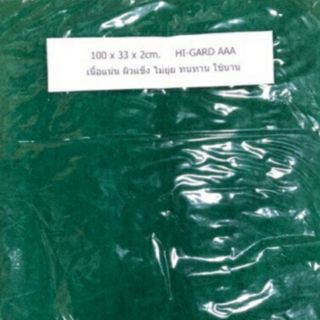 100 x 33 x 2cm. HI-GARD AAA
เนื้อแน่น ผิวแข็ง ไม่ยุ่ย ทนทาน ใช้นาน